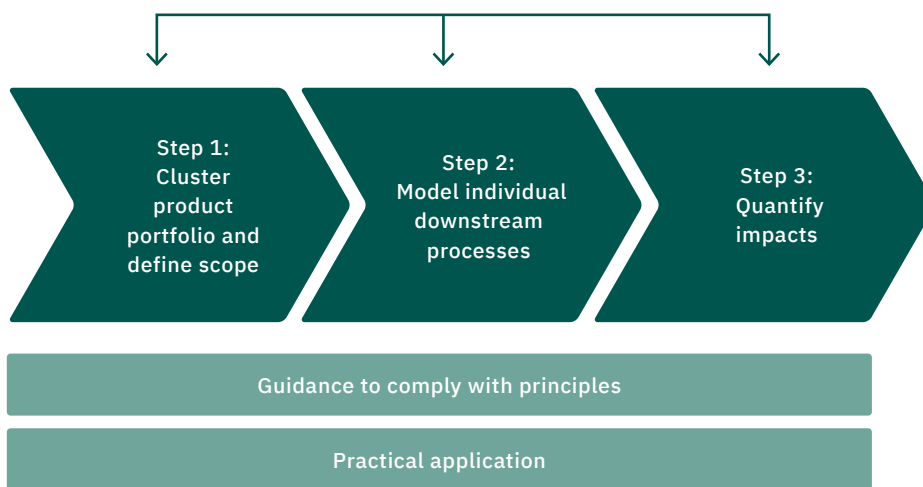 Step 1:
Cluster
product
portfolio and
define scope
Step 2:
Model individual
downstream
processes
Step 3:
Quantify
impacts
Guidance to comply with principles
Practical application